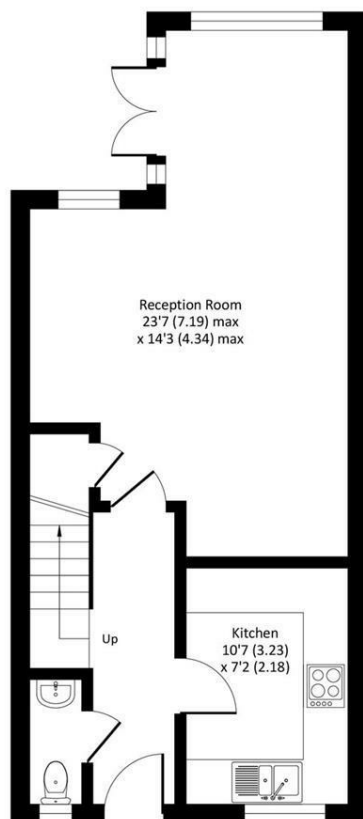 Reception Room
23'7 (7.19) max
x 14'3 (4.34) max
Up
Kitchen
10'7 (3.23)
x 7'2 (2.18)